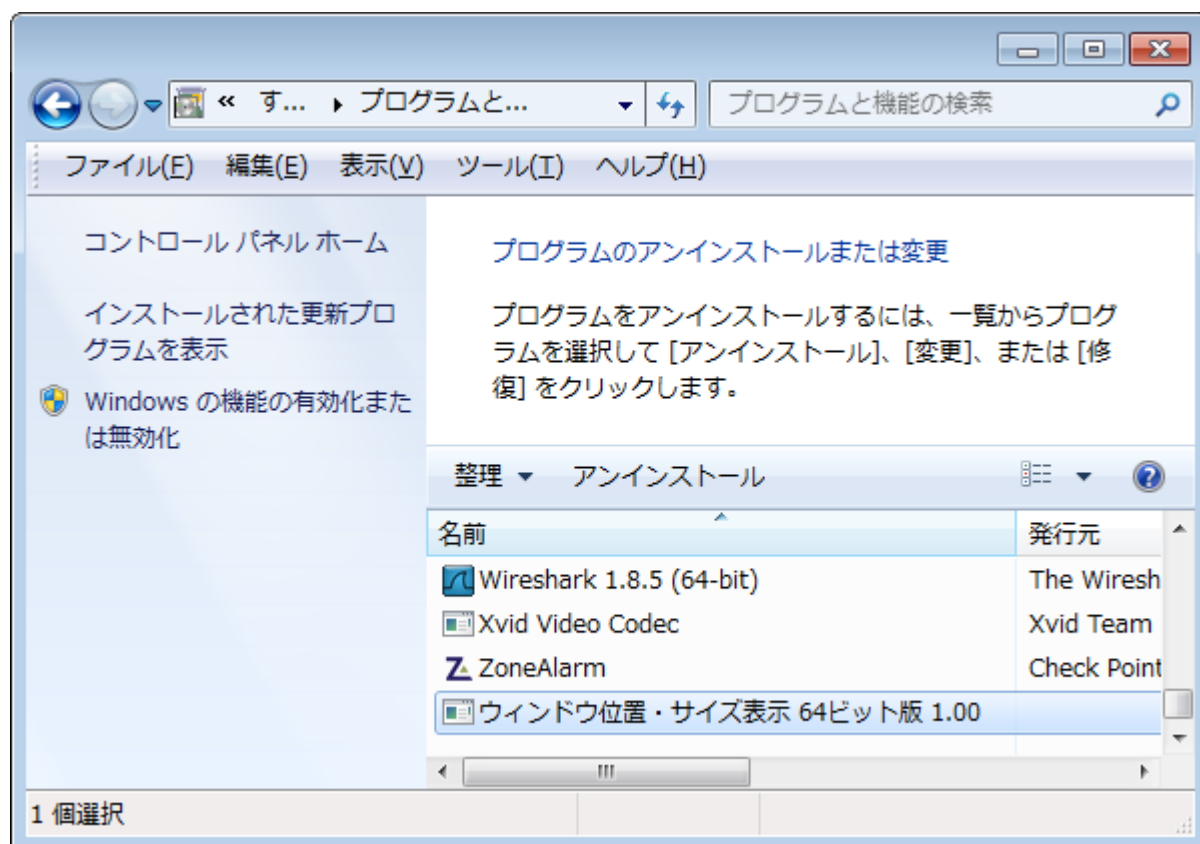 « す... ▸ プログラムと...
プログラムと機能の検索
ファイル(F) 編集(E) 表示(V) ツール(T) ヘルプ(H)
コントロール パネル ホーム
インストールされた更新プロ
グラムを表示
Windows の機能の有効化また
は無効化
プログラムのアンインストールまたは変更
プログラムをアンインストールするには、一覧からプログ
ラムを選択して [アンインストール]、[変更]、または [修
復] をクリックします。
整理 ▼ アンインストール
名前 発行元
Wireshark 1.8.5 (64-bit) The Wiresh
Xvid Video Codec Xvid Team
ZoneAlarm Check Point
ウィンドウ位置・サイズ表示 64ビット版 1.00
1 個選択